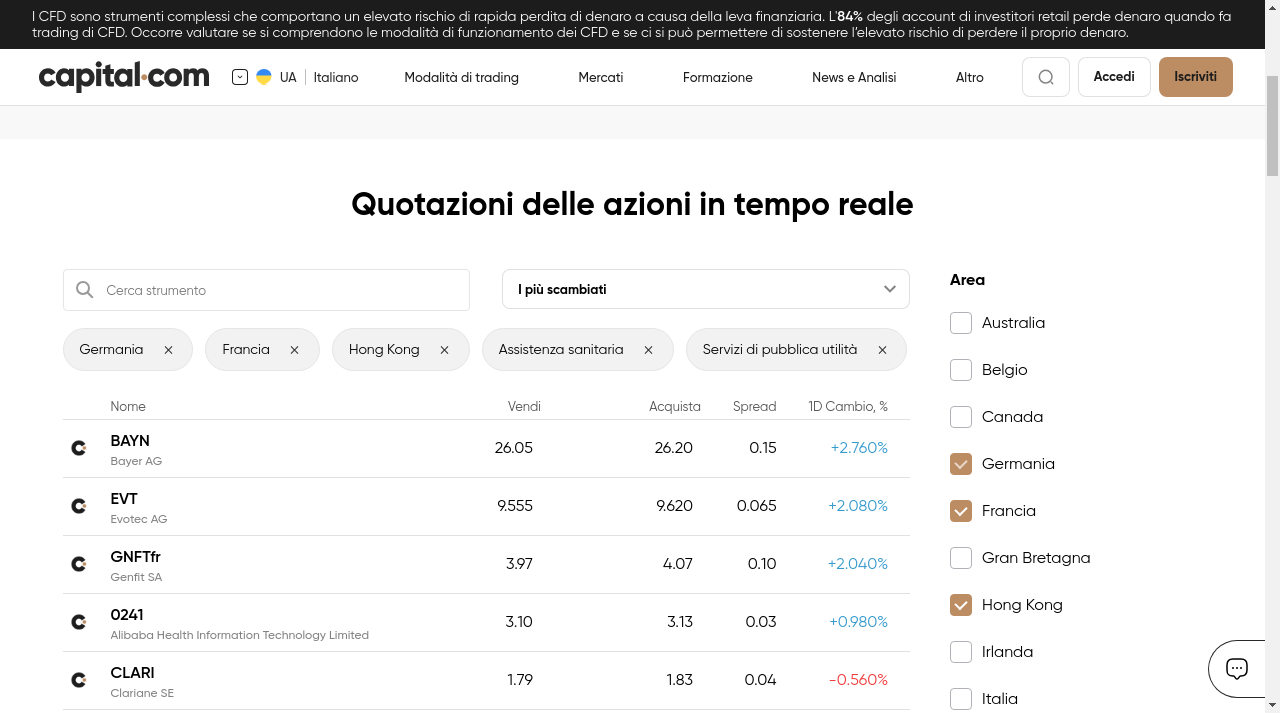 I CFD sono strumenti complessi che comportano un elevato rischio di rapida perdita di denaro a causa della leva finanziaria. L'84% degli account di investitori retail perde denaro quando fa
trading di CFD. Occorre valutare se si comprendono le modalità di funzionamento dei CFD e se ci si può permettere di sostenere l'elevato rischio di perdere il proprio denaro.
capital.com UA Italiano Modalità di trading Mercati Formazione News e Analisi Altro Accedi Iscriviti
Quotazioni delle azioni in tempo reale
Cerca strumento I più scambiati
Germania Francia Hong Kong Assistenza sanitaria Servizi di pubblica utilità
Nome Vendi Acquista Spread 1D Cambio, %
BAYN 26.05 26.20 0.15 +2.760%
Bayer AG
EVT 9.555 9.620 0.065 +2.080%
Evotec AG
GNFTfr 3.97 4.07 0.10 +2.040%
Genfit SA
0241 3.10 3.13 0.03 +0.980%
Alibaba Health Information Technology Limited
CLARI 1.79 1.83 0.04 -0.560%
Clariane SE
Area
Australia
Belgio
Canada
Germania
Francia
Gran Bretagna
Hong Kong
Irlanda
Italia